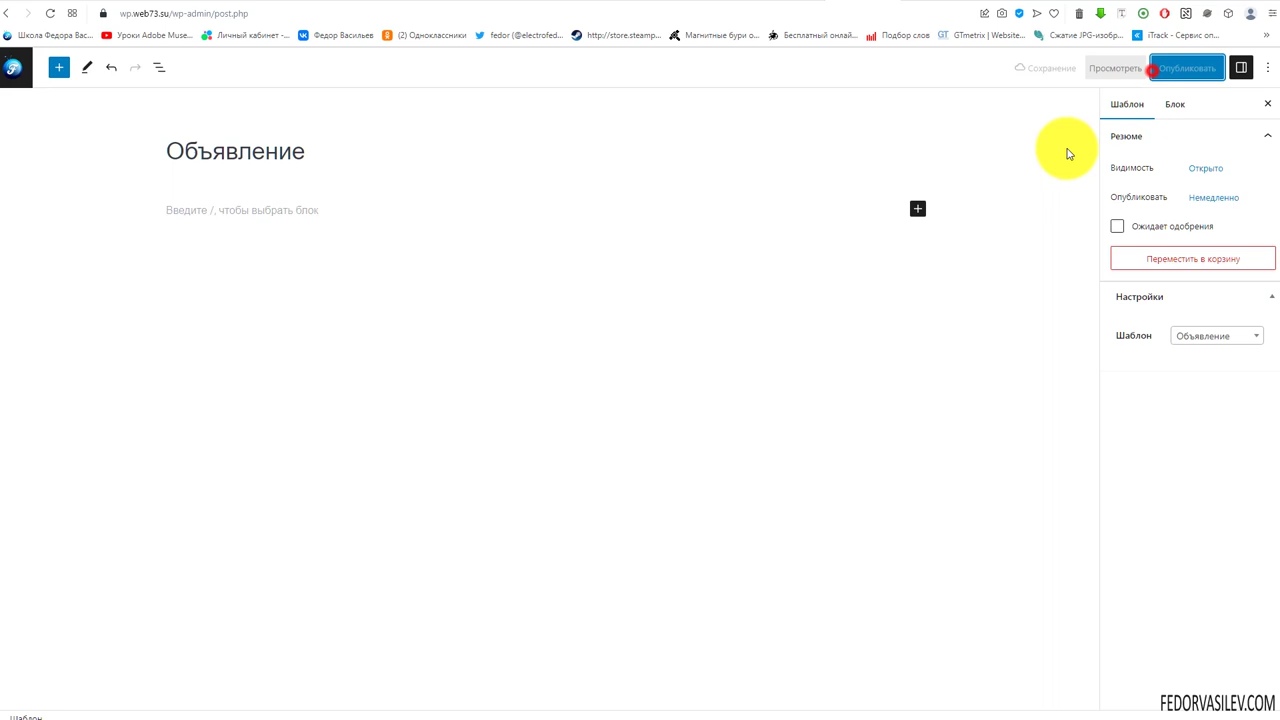 wp.web73.su/wp-admin/post.php
Школа Федора Вас... Уроки Adobe Muse... Личный кабинет -... Федор Васильев (2) Одноклассники fedor (@electrofed... http://store.steamp... Магнитные бури о... Бесплатный онлай... Подбор слов GT GTmetrix | Website... Сжатие JPG-изобр... iTrack - Сервис оп... »
Сохранение Просмотреть Опубликовать
Шаблон Блок
Объявление
Резюме
Видимость Открыто
Опубликовать Немедленно
Введите /, чтобы выбрать блок
Ожидает одобрения
Переместить в корзину
Настройки
Шаблон Объявление
FEDORVASILEV.COM
Шаблон